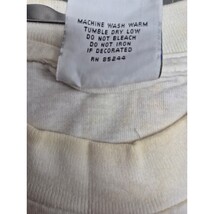 MACHINE WASH WARM
TUMBLE DRY LOW
DO NOT BLEACH
DO NOT IRON
IF DECORATED
RN 85244